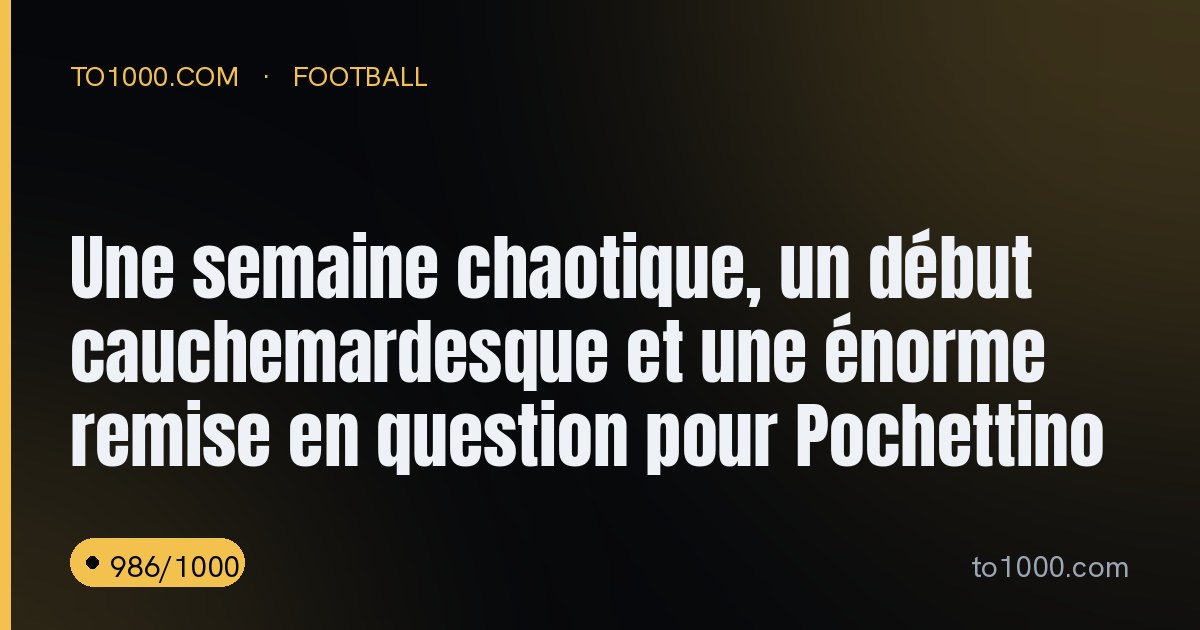 TO1000.COM · FOOTBALL
Une semaine chaotique, un début
cauchemardesque et une énorme
remise en question pour Pochettino
986/1000
to1000.com